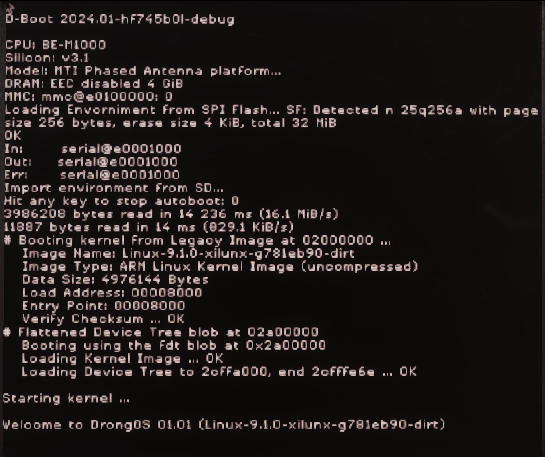 D-Boot 2024.01-hf745b0l-debug
CPU: BE-M1000
Silicon: v3.1
Model: MTI Phased Antenna platform...
DRAM: EEC disabled 4 GiB
MMC: mmc@e0100000: 0
Loading Envorniment from SPI Flash... SF: Detected n 25q256a with page
size 256 bytes, erase size 4 KiB, total 32 MiB
OK
In: serial@e0001000
Out: serial@e0001000
Err: serial@e0001000
Import environment from SD...
Hit any key to stop autoboot: 0
3986208 bytes read in 14 236 ms (16.1 MiB/s)
11887 bytes read in 14 ms (829.1 KiB/s)
# Booting kernel from Legacy Image at 02000000 ...
Image Name: Linux-9.1.0-xilunx-g781eb90-dirt
Image Type: ARM Linux Kernel Image (uncompressed)
Data Size: 4976144 Bytes
Load Address: 00008000
Entry Point: 00008000
Verify Checksum ... OK
# Flattened Device Tree blob at 02a00000
Booting using the fdt blob at 0x2a00000
Loading Kernel Image ... OK
Loading Device Tree to 2offa000, end 2offfe6e ... OK
Starting kernel ...
Velcome to DrongOS 01.01 (Linux-9.1.0-xilunx-g781eb90-dirt)